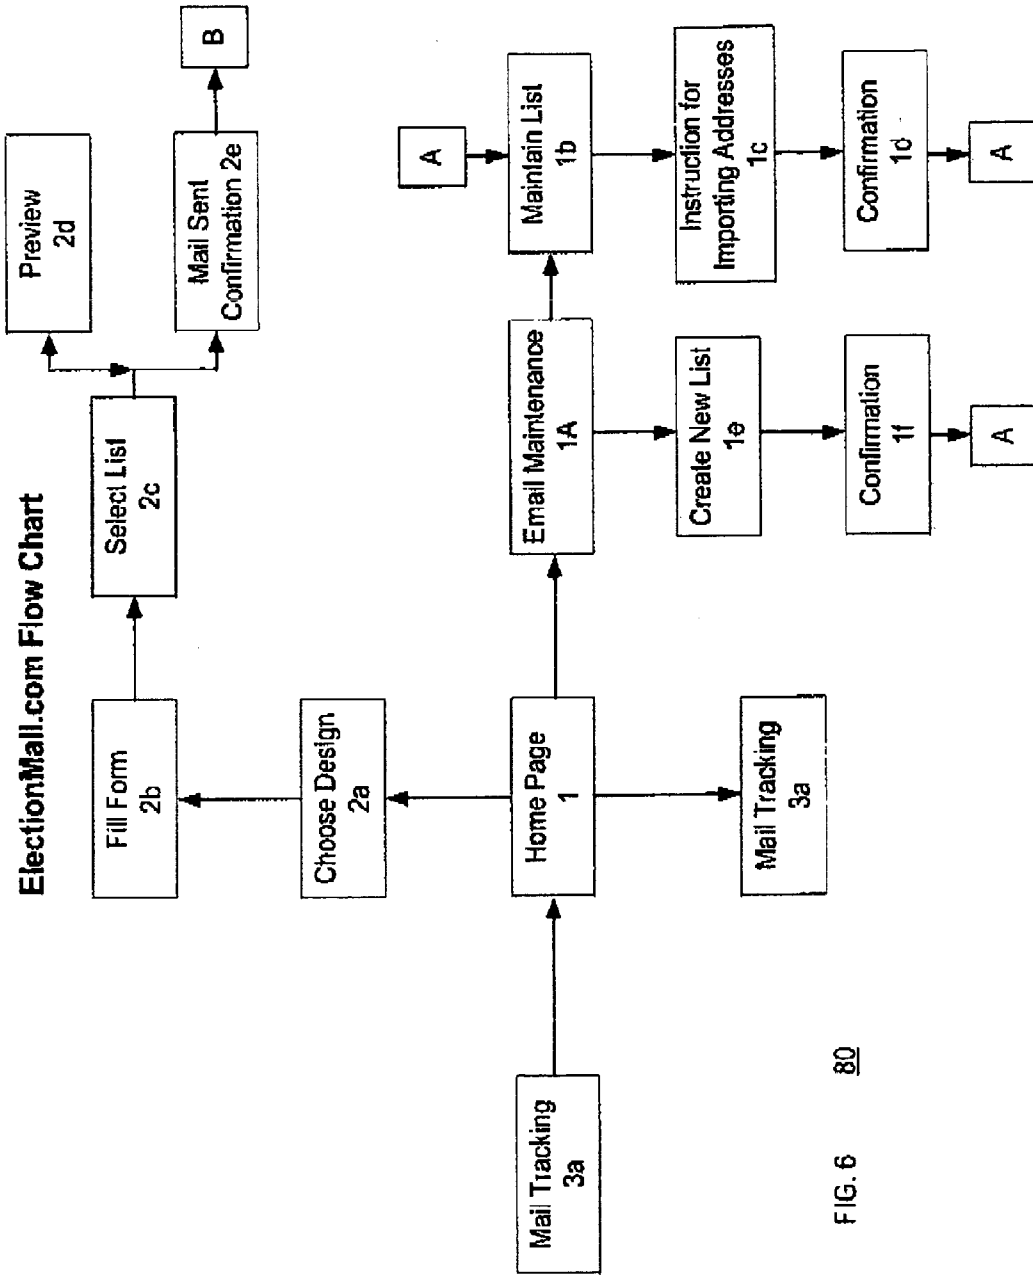 ElectionMall.com Flow Chart
Fill Form
2b
Select List
2c
Preview
2d
Mail Sent
Confirmation 2e
B
Choose Design
2a
A
Mail Tracking
3a
Home Page
1
Email Maintenance
1A
Maintain List
1b
Mail Tracking
3a
Create New List
1e
Instruction for
Importing Addresses
1c
Confirmation
1f
Confirmation
1d
A
A
FIG. 6
80